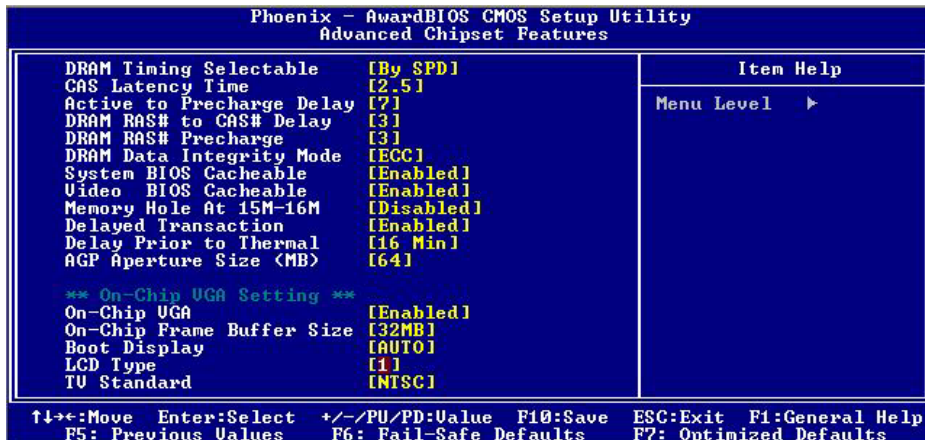 Phoenix - AwardBIOS CMOS Setup Utility
Advanced Chipset Features
DRAM Timing Selectable [By SPD]
CAS Latency Time [2.5]
Active to Precharge Delay [7]
DRAM RAS# to CAS# Delay [3]
DRAM RAS# Precharge [3]
DRAM Data Integrity Mode [ECC]
System BIOS Cacheable [Enabled]
Video BIOS Cacheable [Enabled]
Memory Hole At 15M-16M [Disabled]
Delayed Transaction [Enabled]
Delay Prior to Thermal [16 Min]
AGP Aperture Size (MB) [64]
** On-Chip VGA Setting **
On-Chip VGA [Enabled]
On-Chip Frame Buffer Size [32MB]
Boot Display [AUTO]
LCD Type [1]
TV Standard [NTSC]
Item Help
Menu Level ►
↑↓→←:Move Enter:Select +/-/PU/PD:Value F10:Save ESC:Exit F1:General Help
F5: Previous Values F6: Fail-Safe Defaults F7: Optimized Defaults